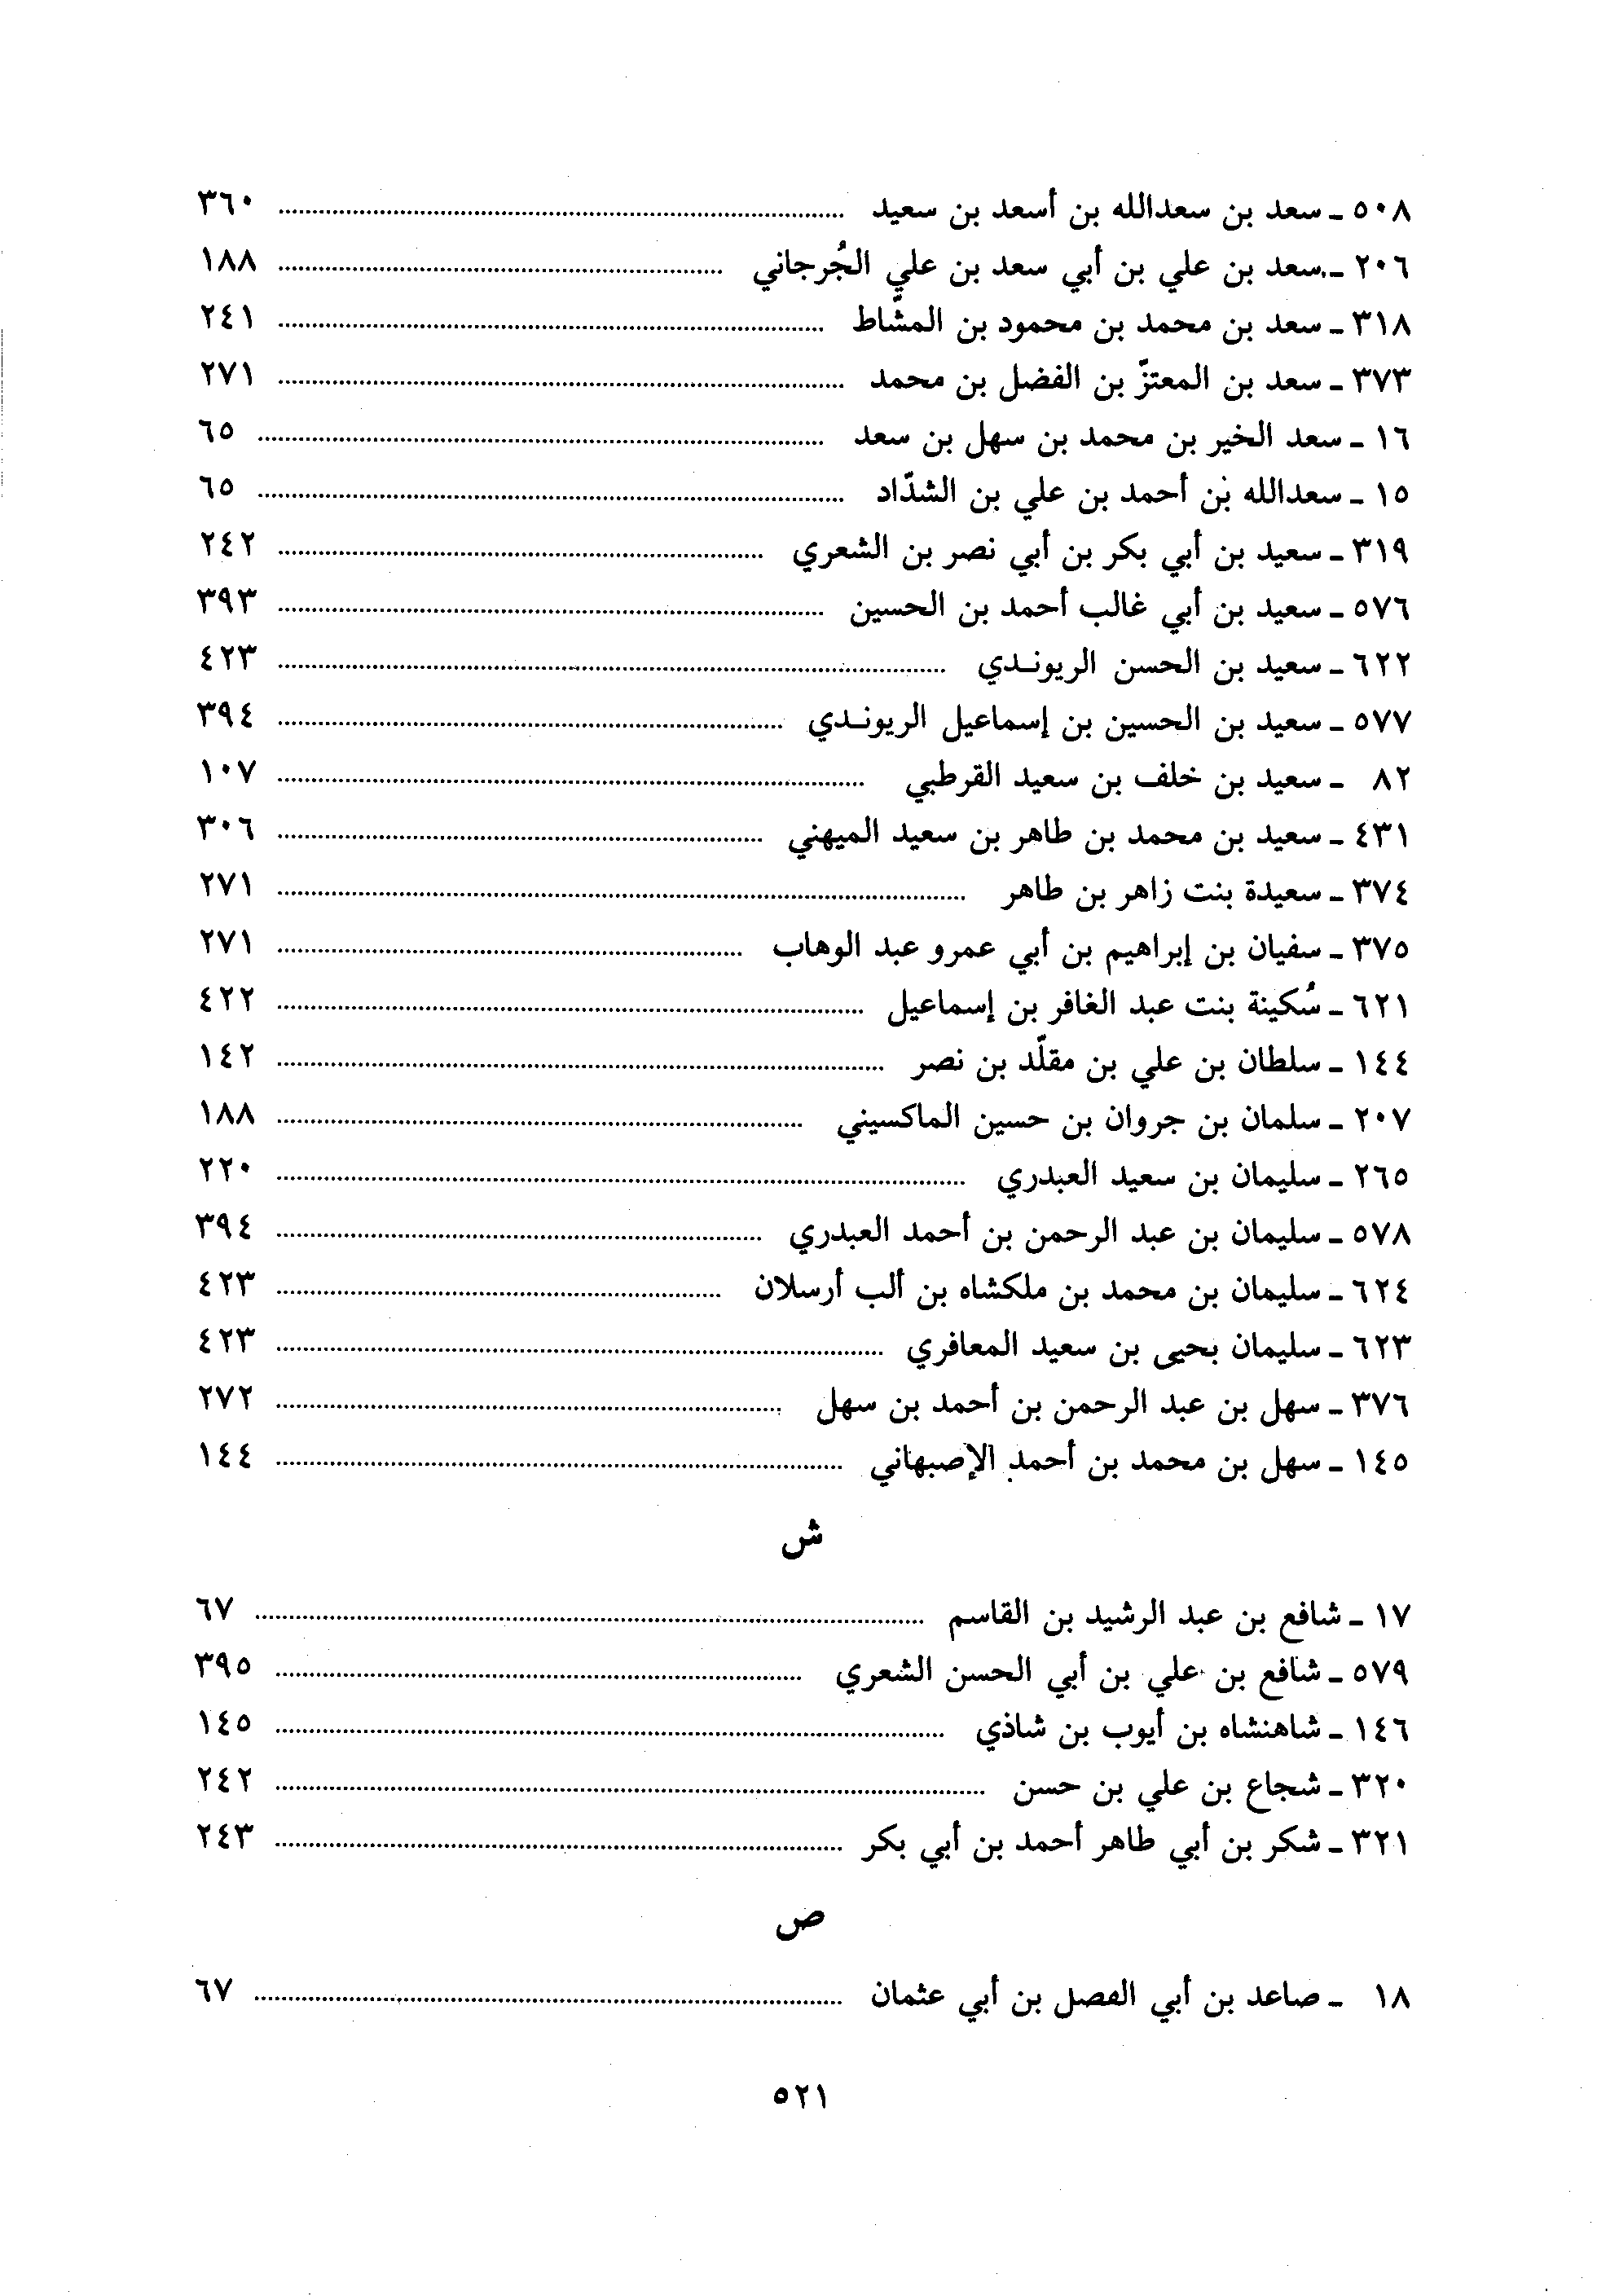 ٥٠٨ - سعد بن سعدالله بن أسعد بن سعيد ........ ٣٦٠
٢٠٦ - سعد بن علي بن أبي سعد بن علي الجُرجاني ........ ١٨٨
٣١٨ - سعد بن محمد بن محمود بن المشّاط ........ ٢٤١
٣٧٣ - سعد بن المعتزّ بن الفضل بن محمد ........ ٢٧١
١٦ - سعد الخير بن محمد بن سهل بن سعد ........ ٦٥
١٥ - سعدالله بن أحمد بن علي بن الشدّاد ........ ٦٥
٣١٩ - سعيد بن أبي بكر بن أبي نصر بن الشعري ........ ٢٤٢
٥٧٦ - سعيد بن أبي غالب أحمد بن الحسين ........ ٣٩٣
٦٢٢ - سعيد بن الحسن الريوندي ........ ٤٢٣
٥٧٧ - سعيد بن الحسين بن إسماعيل الريوندي ........ ٣٩٤
٨٢ - سعيد بن خلف بن سعيد القرطبي ........ ١٠٧
٤٣١ - سعيد بن محمد بن طاهر بن سعيد الميهني ........ ٣٠٦
٣٧٤ - سعيدة بنت زاهر بن طاهر ........ ٢٧١
٣٧٥ - سفيان بن إبراهيم بن أبي عمرو عبد الوهاب ........ ٢٧١
٦٢١ - سُكينة بنت عبد الغافر بن إسماعيل ........ ٤٢٢
١٤٤ - سلطان بن علي بن مقلّد بن نصر ........ ١٤٢
٢٠٧ - سلمان بن جروان بن حسين الماكسيني ........ ١٨٨
٢٦٥ - سليمان بن سعيد العبدري ........ ٢٢٠
٥٧٨ - سليمان بن عبد الرحمن بن أحمد العبدري ........ ٣٩٤
٦٢٤ - سليمان بن محمد بن ملكشاه بن ألب أرسلان ........ ٤٢٣
٦٢٣ - سليمان بحيى بن سعيد المعافري ........ ٤٢٣
٣٧٦ - سهل بن عبد الرحمن بن أحمد بن سهل ........ ٢٧٢
١٤٥ - سهل بن محمد بن أحمد الإصبهاني ........ ١٤٤
ش
١٧ - شافع بن عبد الرشيد بن القاسم ........ ٦٧
٥٧٩ - شافع بن علي بن أبي الحسن الشعري ........ ٣٩٥
١٤٦ - شاهنشاه بن أيوب بن شاذي ........ ١٤٥
٣٢٠ - شجاع بن علي بن حسن ........ ٢٤٢
٣٢١ - شكر بن أبي طاهر أحمد بن أبي بكر ........ ٢٤٣
ص
١٨ - صاعد بن أبي الفصل بن أبي عثمان ........ ٦٧
٥٢١